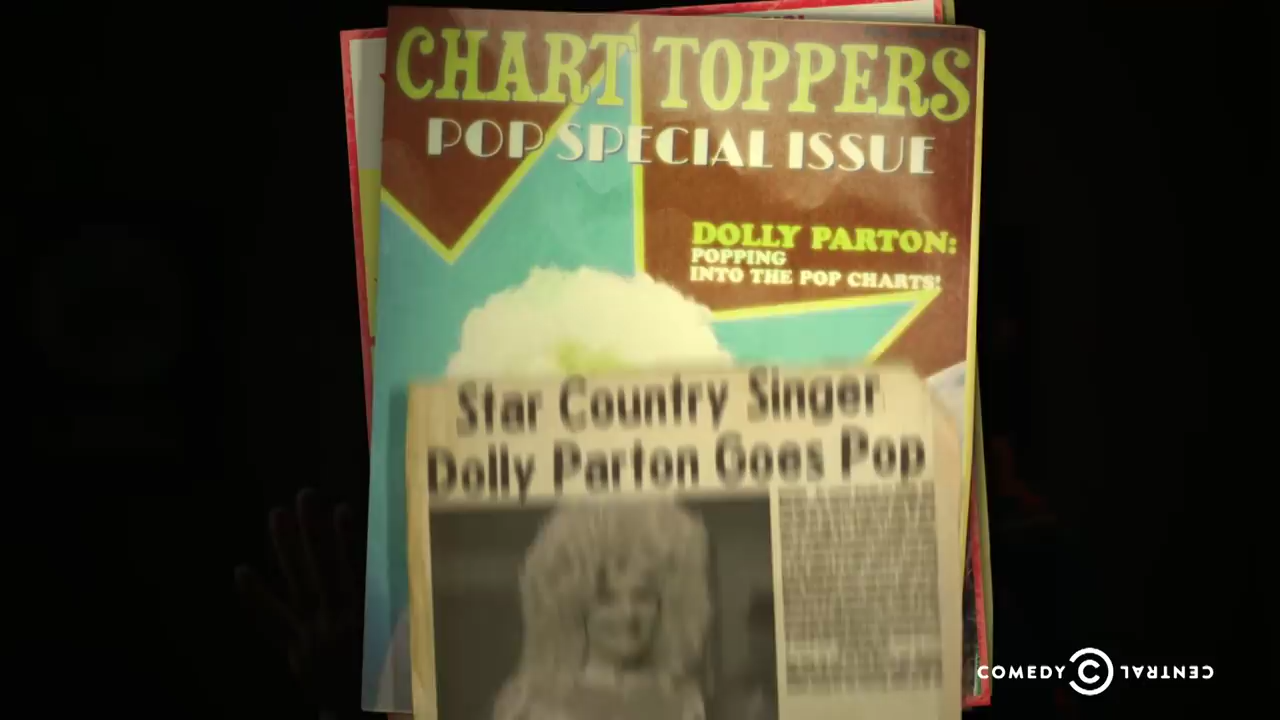 CHART TOPPERS
POP SPECIAL ISSUE
DOLLY PARTON:
POPPING
INTO THE POP CHARTS!
Star Country Singer
Dolly Parton Goes Pop
COMEDY CENTRAL